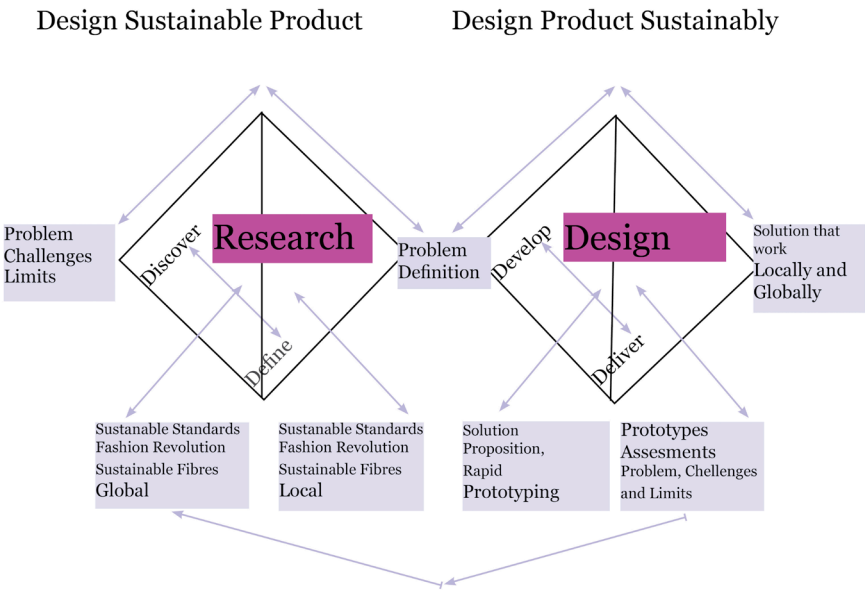 Design Sustainable Product
Design Product Sustainably
Problem
Challenges
Limits
Discover
Research
Define
Problem
Definition
Develop
Design
Deliver
Solution that
work
Locally and
Globally
Sustanable Standards
Fashion Revolution
Sustainable Fibres
Global
Sustanable Standards
Fashion Revolution
Sustainable Fibres
Local
Solution
Proposition,
Rapid
Prototyping
Prototypes
Assesments
Problem, Chellenges
and Limits